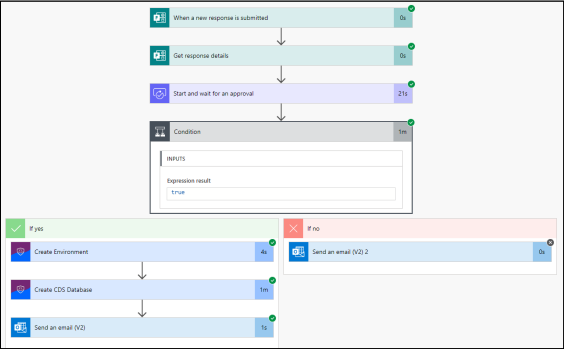 When a new response is submitted 0s
Get response details 0s
Start and wait for an approval 21s
Condition 1m
INPUTS
Expression result
true
If yes
Create Environment 4s
Create CDS Database 1m
Send an email (V2) 1s
If no
Send an email (V2) 2 0s